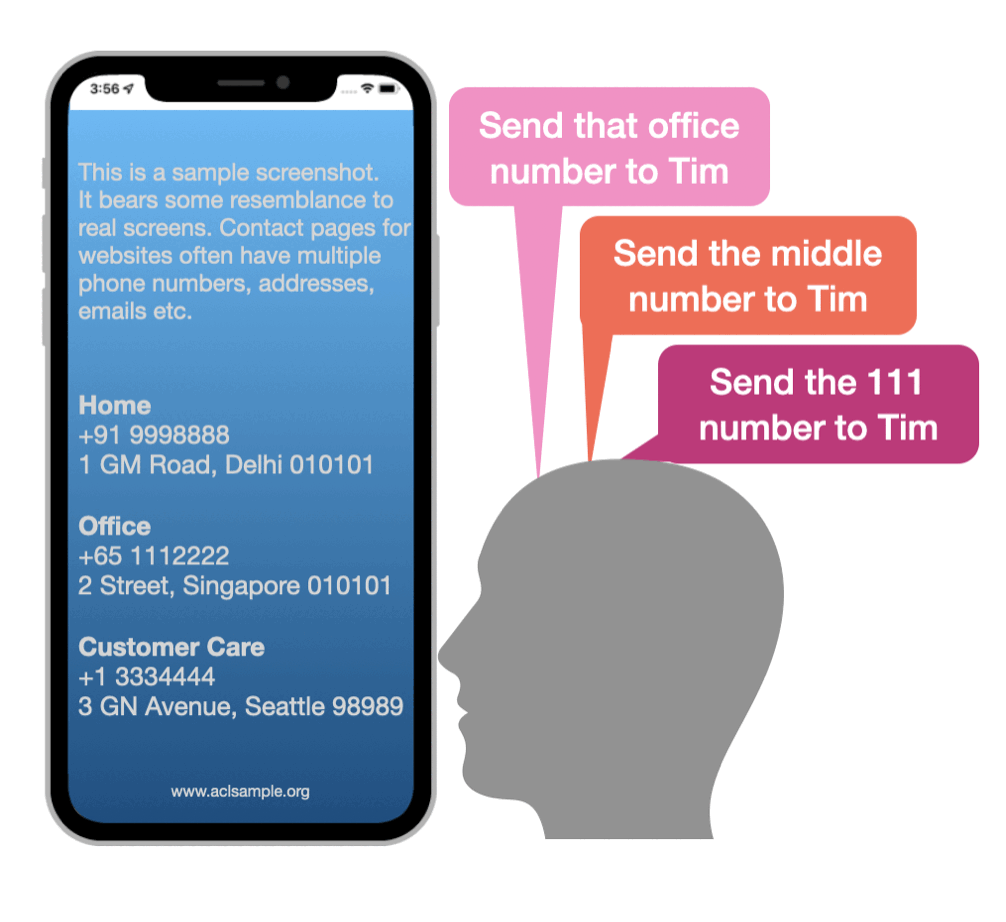 3:56
This is a sample screenshot.
It bears some resemblance to
real screens. Contact pages for
websites often have multiple
phone numbers, addresses,
emails etc.
Home
+91 9998888
1 GM Road, Delhi 010101
Office
+65 1112222
2 Street, Singapore 010101
Customer Care
+1 3334444
3 GN Avenue, Seattle 98989
www.aclsample.org
Send that office
number to Tim
Send the middle
number to Tim
Send the 111
number to Tim